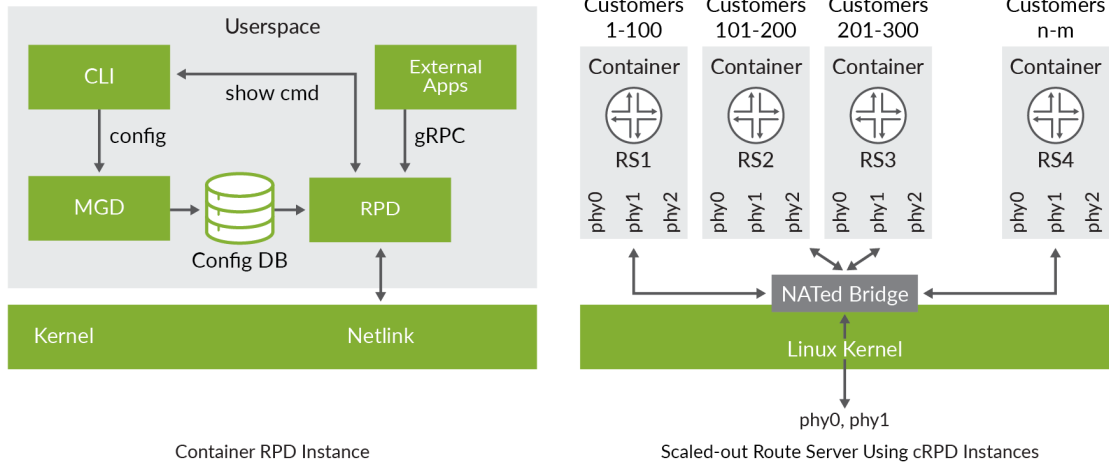 Userspace
CLI
External
Apps
show cmd
config
gRPC
MGD
RPD
Config DB
Kernel
Netlink
Container RPD Instance
Customers
1-100
Customers
101-200
Customers
201-300
Customers
n-m
Container
Container
Container
Container
RS1
RS2
RS3
RS4
phy0
phy1
phy2
phy0
phy1
phy2
phy0
phy1
phy2
phy0
phy1
phy2
NATed Bridge
Linux Kernel
phy0, phy1
Scaled-out Route Server Using cRPD Instances